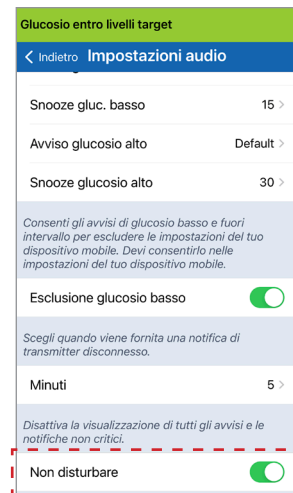 Glucosio entro livelli target
Indietro Impostazioni audio
Snooze gluc. basso 15
Avviso glucosio alto Default
Snooze glucosio alto 30
Consenti gli avvisi di glucosio basso e fuori
intervallo per escludere le impostazioni del tuo
dispositivo mobile. Devi consentirlo nelle
impostazioni del tuo dispositivo mobile.
Esclusione glucosio basso
Scegli quando viene fornita una notifica di
transmitter disconnesso.
Minuti 5
Disattiva la visualizzazione di tutti gli avvisi e le
notifiche non critici.
Non disturbare